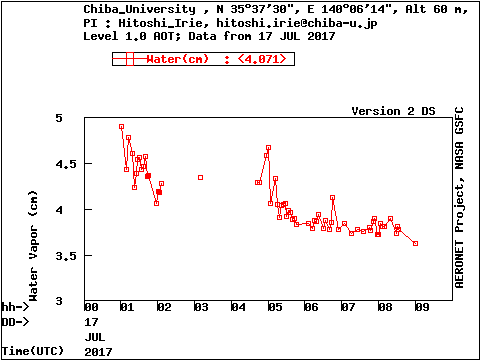 Chiba_University , N 35°37'30", E 140°06'14", Alt 60 m,
PI : Hitoshi_Irie, hitoshi.irie@chiba-u.jp
Level 1.0 AOT; Data from 17 JUL 2017
Water(cm) : <4.071>
Version 2 DS
5
4.5
4
3.5
3
Water Vapor (cm)
AERONET Project, NASA GSFC
hh-> 00 01 02 03 04 05 06 07 08 09
DD-> 17
JUL
Time(UTC) 2017